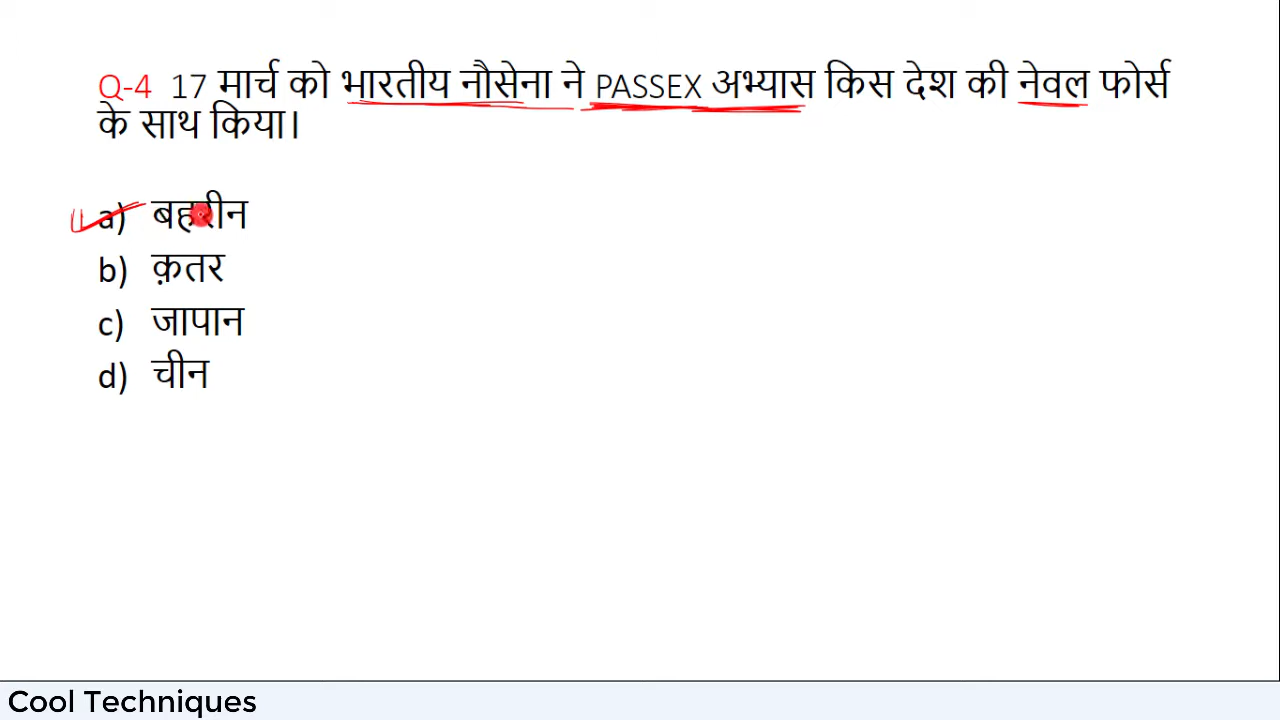 Q-4 17 मार्च को भारतीय नौसेना ने PASSEX अभ्यास किस देश की नेवल फोर्स
के साथ किया।
a) बहरीन
b) क़तर
c) जापान
d) चीन
Cool Techniques